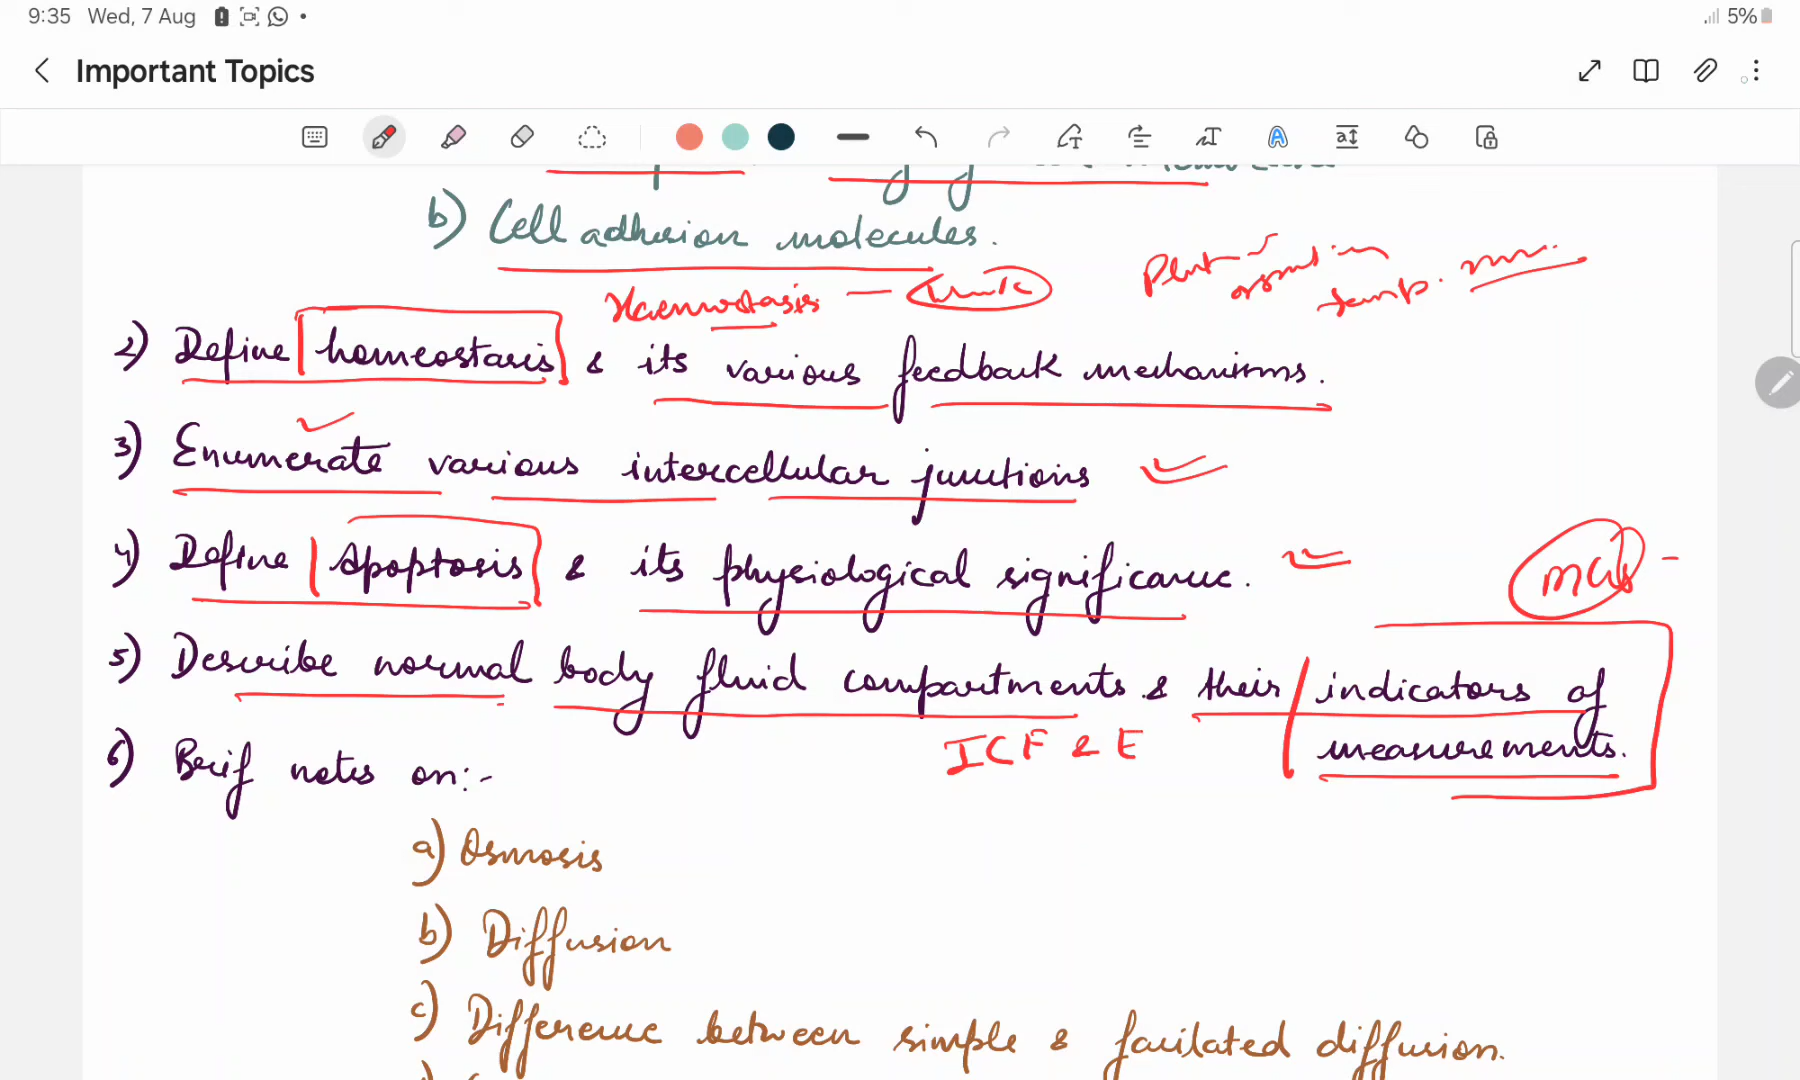 9:35 Wed, 7 Aug 5%
Important Topics
b) Cell adhesion molecules.
Haemostasis —
2) Define homeostasis & its various feedback mechanisms.
3) Enumerate various intercellular junctions
4) Define Apoptosis & its physiological significance.
MCQ -
5) Describe normal body fluid compartments & their indicators of
measurements.
ICF & E
6) Breif notes on:-
a) Osmosis
b) Diffusion
c) Difference between simple & facilated diffusion.